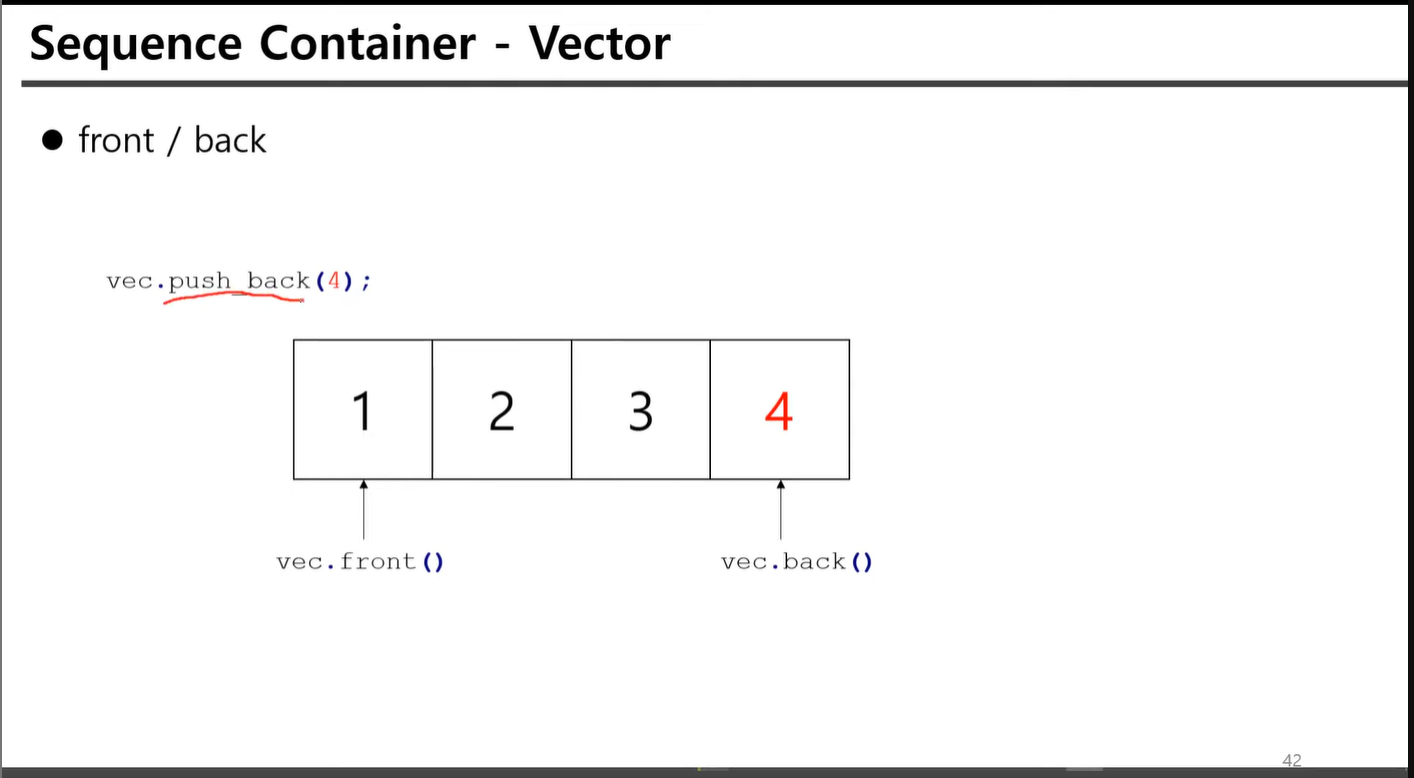 Sequence Container - Vector
● front / back
vec.push_back(4);
1 2 3 4
vec.front() vec.back()
42